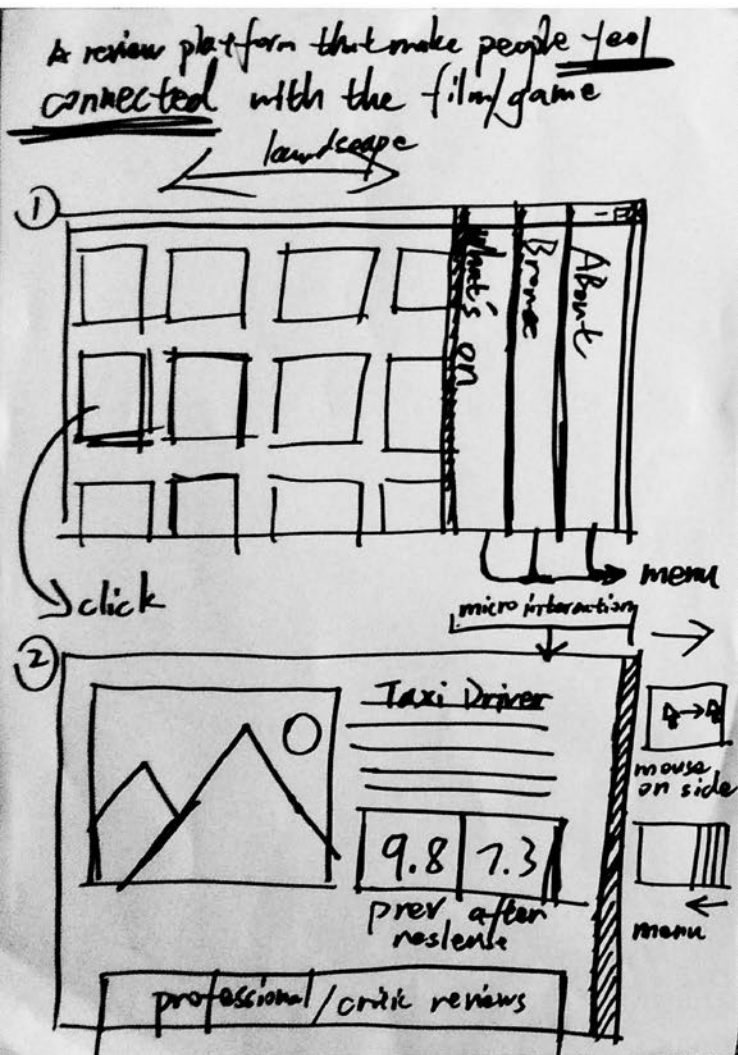 A review platform that make people feel
connected with the film/game
landscape
1
What's on
Browse
About
click
menu
micro interaction
2
Taxi Driver
9.8
7.3
prev
after
mouse
on side
menu
professional/critic reviews